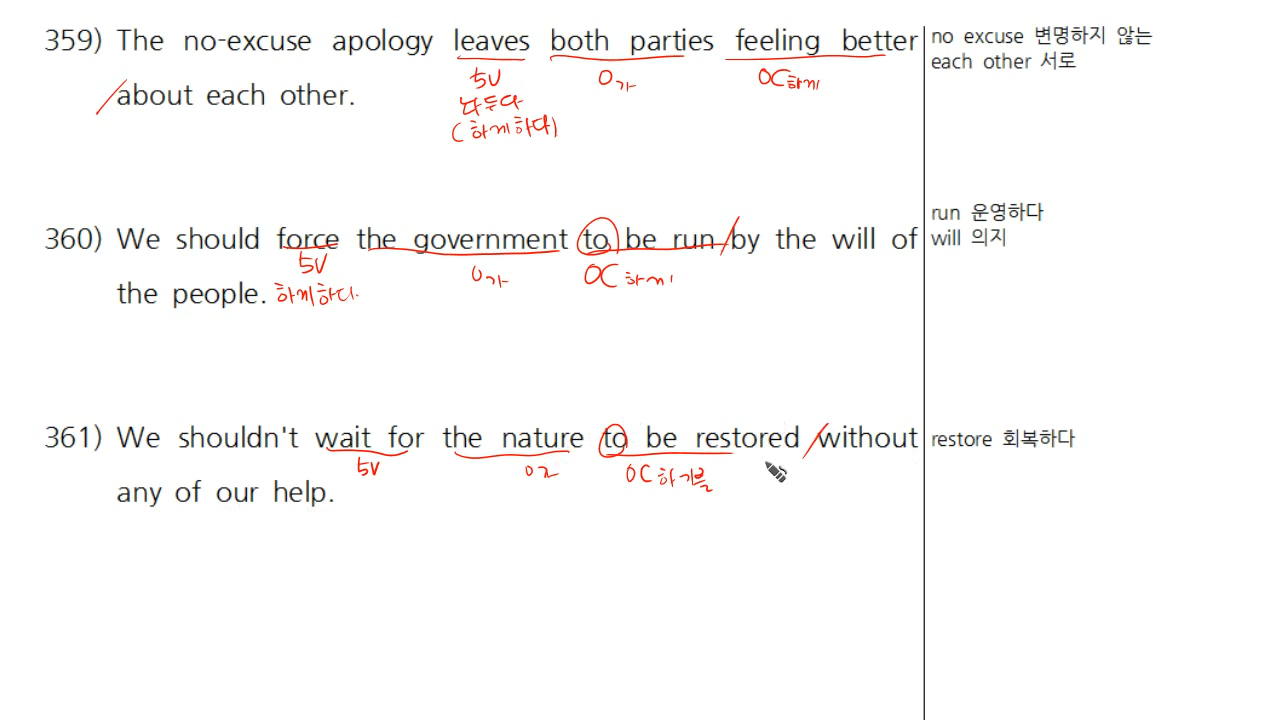 359) The no-excuse apology leaves both parties feeling better
no excuse 변명하지 않는
each other 서로
5V O가 OC하게
나두다
(하게하다)
about each other.
run 운영하다
360) We should force the government to be run by the will of
will 의지
5V O가 OC하게
the people. 하게하다.
361) We shouldn't wait for the nature to be restored without
restore 회복하다
5V O가 OC하기를
any of our help.